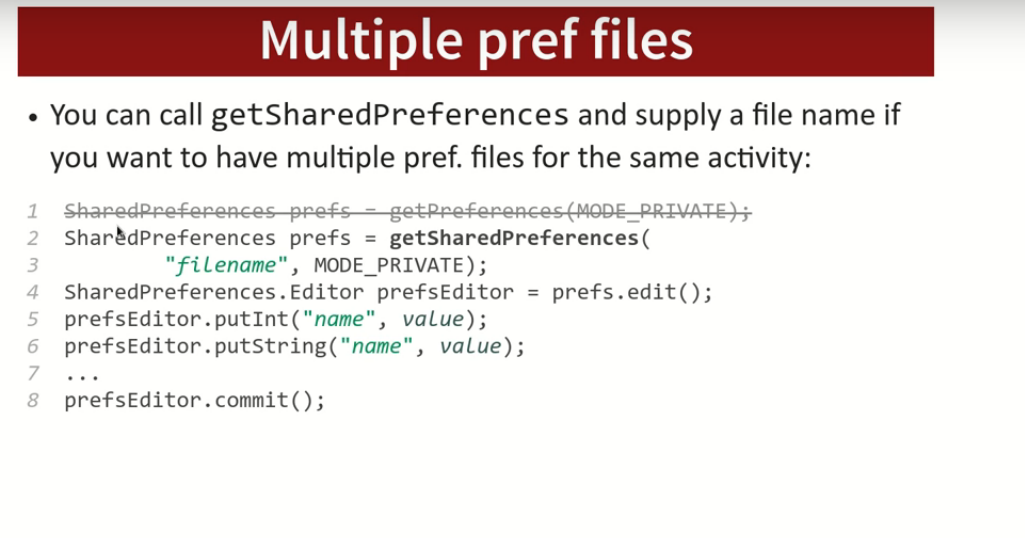 Multiple pref files
• You can call getSharedPreferences and supply a file name if
you want to have multiple pref. files for the same activity:
1 SharedPreferences prefs = getPreferences(MODE_PRIVATE);
2 SharedPreferences prefs = getSharedPreferences(
3 "filename", MODE_PRIVATE);
4 SharedPreferences.Editor prefsEditor = prefs.edit();
5 prefsEditor.putInt("name", value);
6 prefsEditor.putString("name", value);
7 ...
8 prefsEditor.commit();